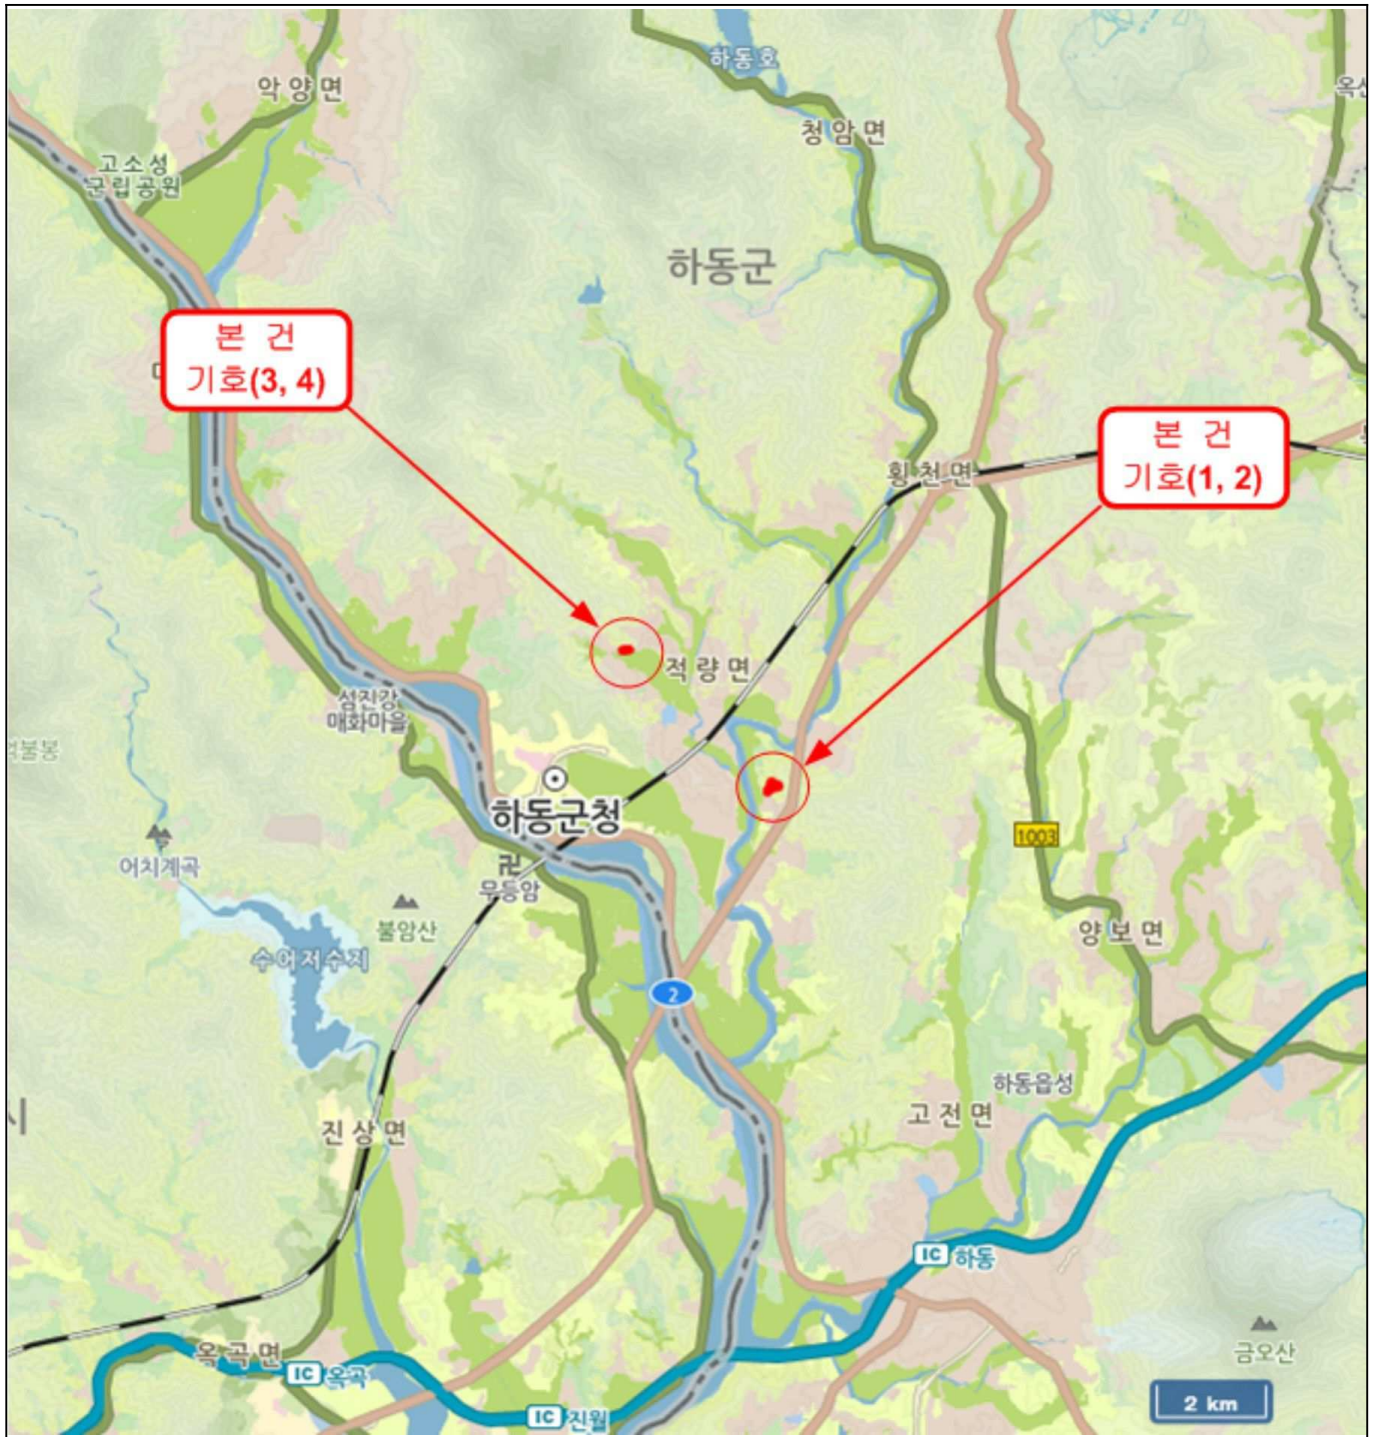 하동호
악양면
옥산
청암면
고소성
군립공원
하동군
본 건
기호(3, 4)
본 건
기호(1, 2)
횡천면
적량면
섬진강
매화마을
불봉
하동군청
1003
어치계곡
무등암
불암산
양보면
수어저수지
2
하동읍성
고전면
시
진상면
IC 하동
금오산
옥곡면
IC 옥곡
2 km
IC 진월